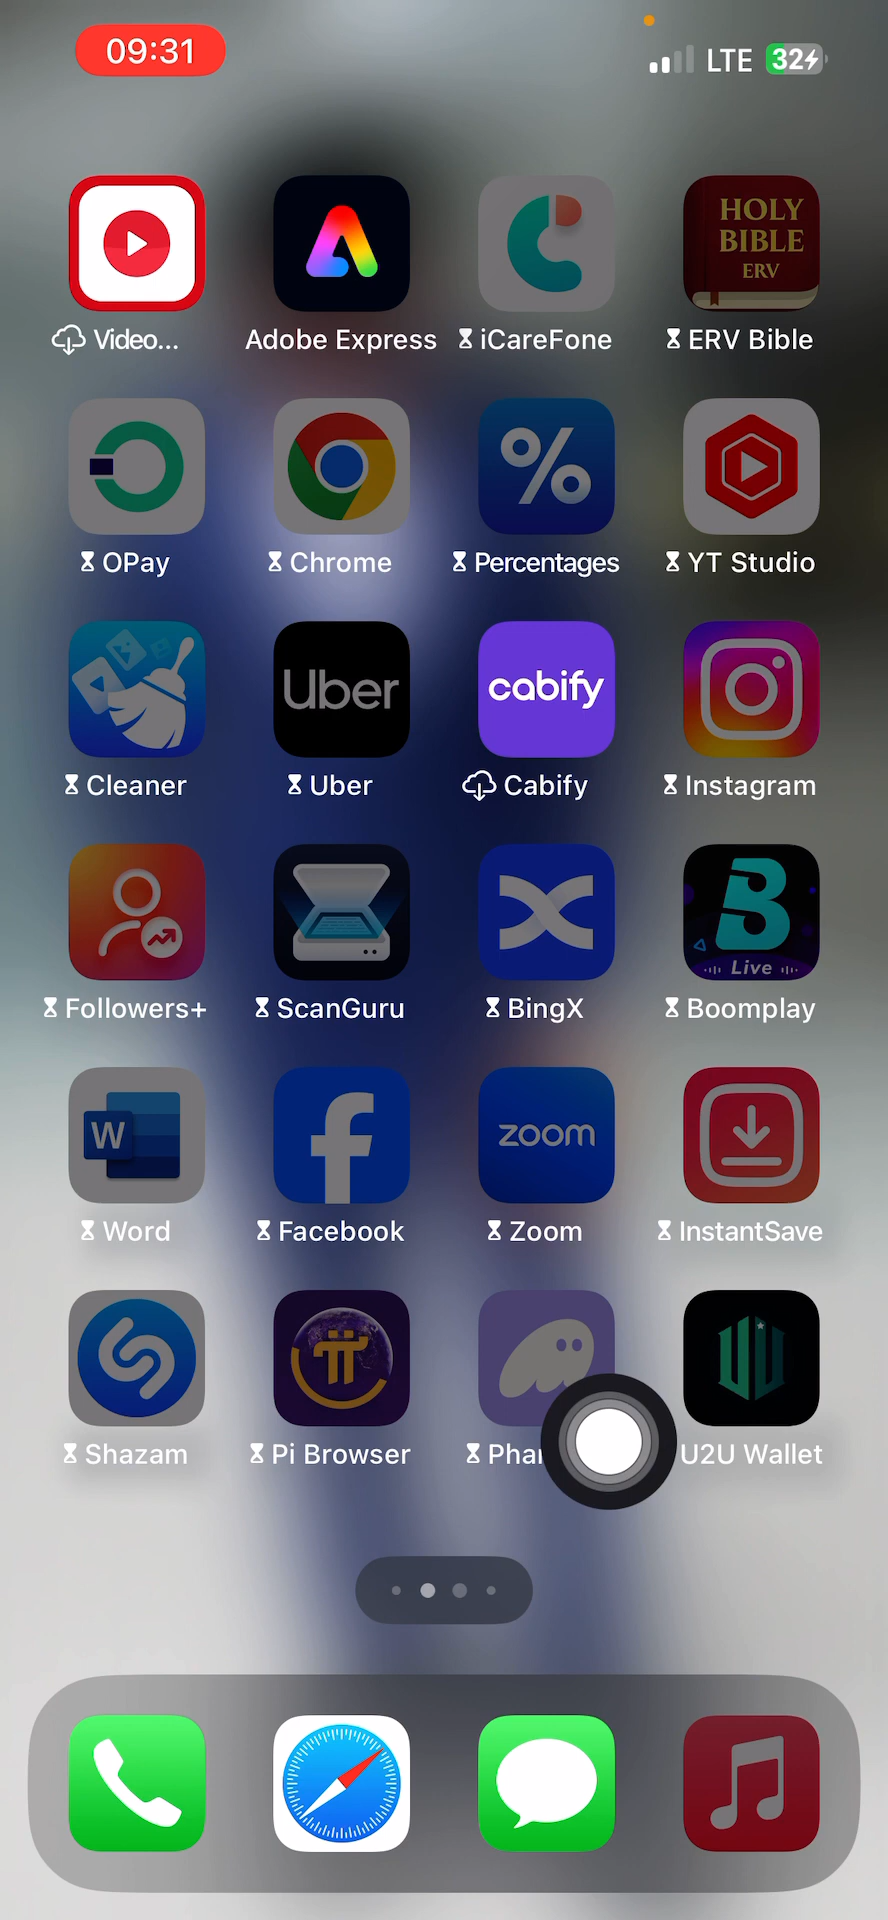 09:31
LTE 32
HOLY
BIBLE
ERV
Video...
Adobe Express
iCareFone
ERV Bible
%
OPay
Chrome
Percentages
YT Studio
Uber
cabify
Cleaner
Uber
Cabify
Instagram
B
Live
Followers+
ScanGuru
BingX
Boomplay
W
f
zoom
Word
Facebook
Zoom
InstantSave
Shazam
Pi Browser
U2U Wallet